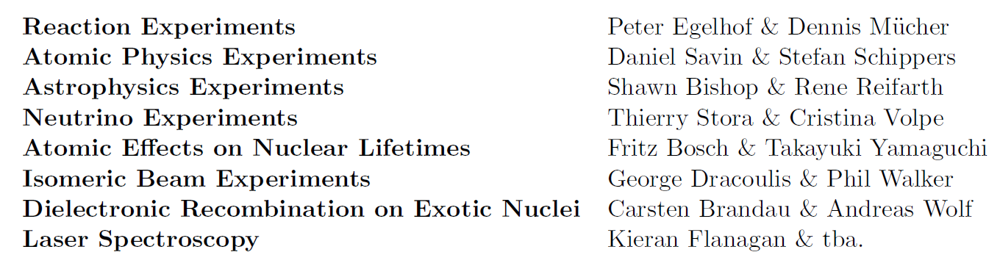 Reaction Experiments Peter Egelhof & Dennis Mücher
Atomic Physics Experiments Daniel Savin & Stefan Schippers
Astrophysics Experiments Shawn Bishop & Rene Reifarth
Neutrino Experiments Thierry Stora & Cristina Volpe
Atomic Effects on Nuclear Lifetimes Fritz Bosch & Takayuki Yamaguchi
Isomeric Beam Experiments George Dracoulis & Phil Walker
Dielectronic Recombination on Exotic Nuclei Carsten Brandau & Andreas Wolf
Laser Spectroscopy Kieran Flanagan & tba.